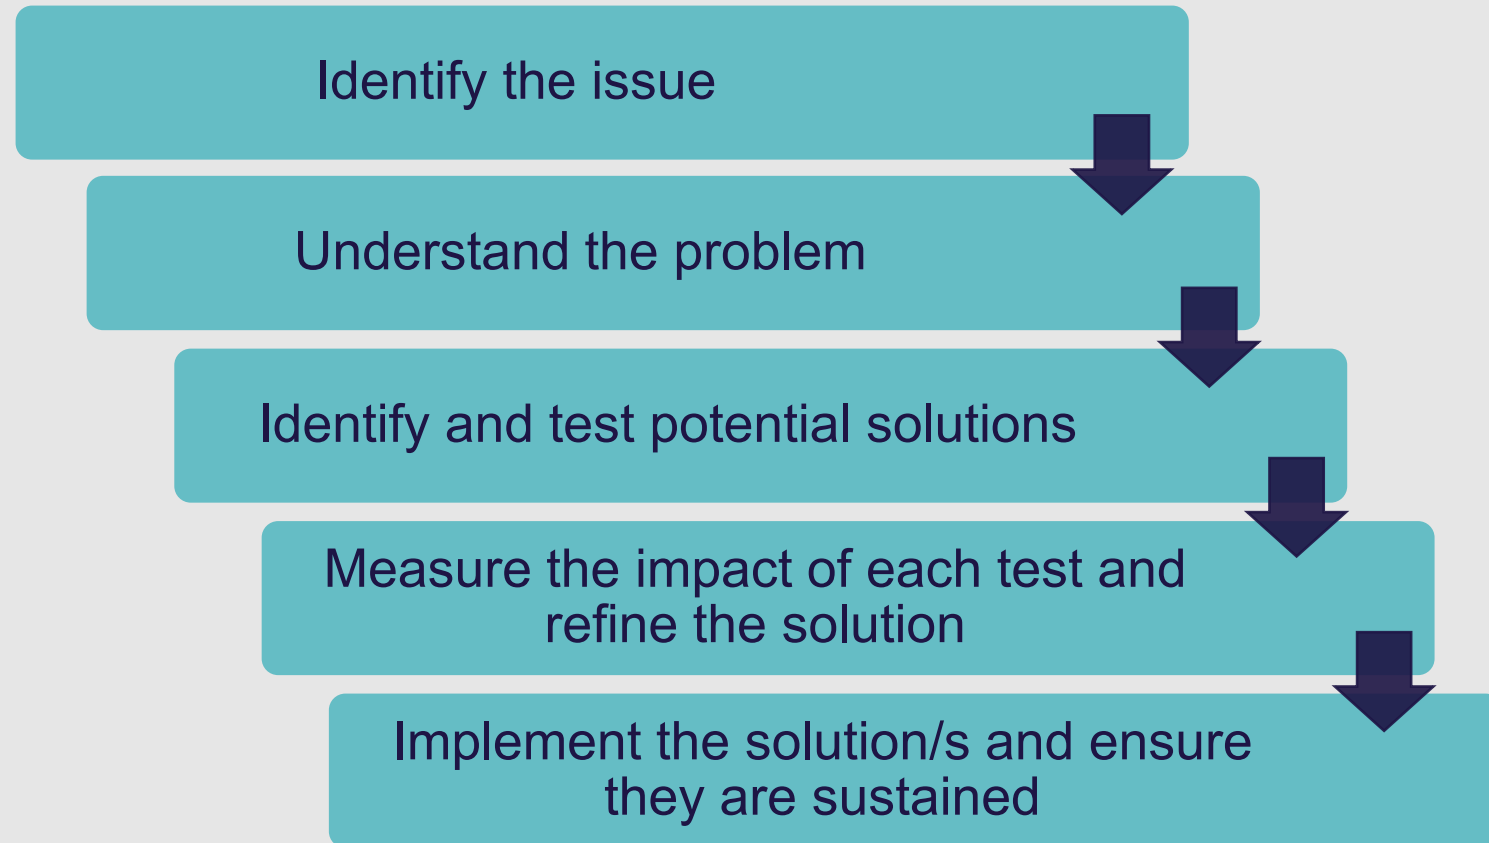 Identify the issue
Understand the problem
Identify and test potential solutions
Measure the impact of each test and
refine the solution
Implement the solution/s and ensure
they are sustained